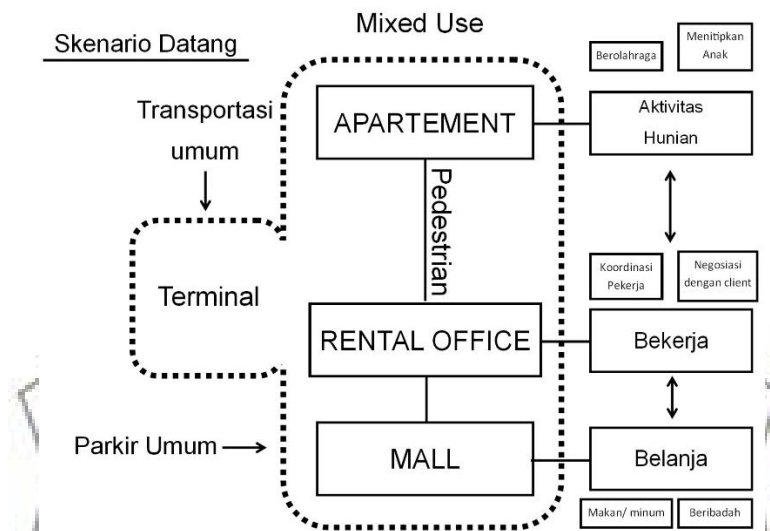 Mixed Use
Skenario Datang
Berolahraga
Menitipkan
Anak
Transportasi
umum
APARTEMENT
Aktivitas
Hunian
Pedestrian
Terminal
Koordinasi
Pekerja
Negosiasi
dengan client
RENTAL OFFICE
Bekerja
Parkir Umum
MALL
Belanja
Makan/ minum
Beribadah